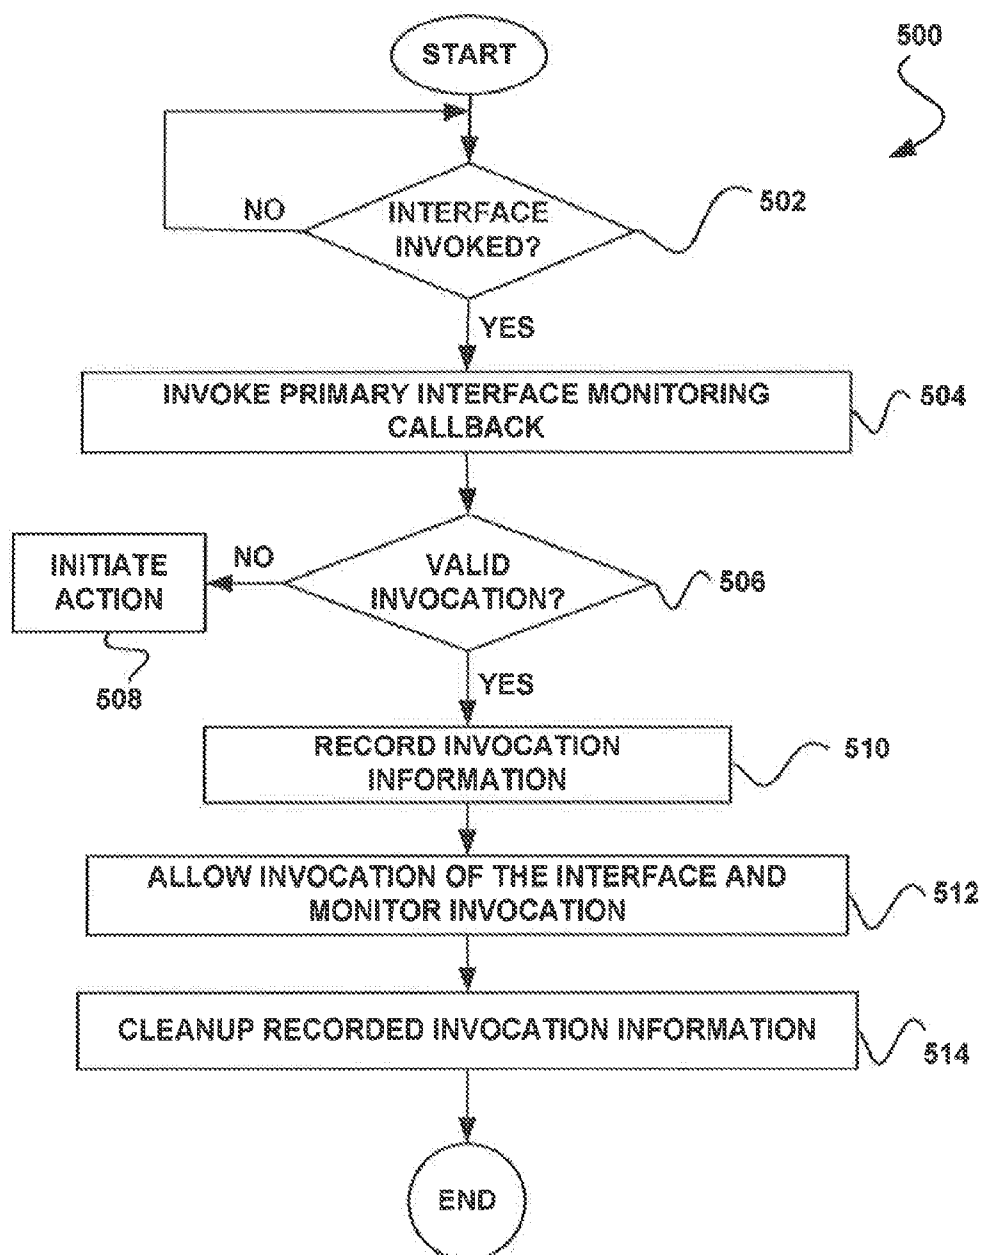 START
500
NO
INTERFACE
INVOKED?
502
YES
INVOKE PRIMARY INTERFACE MONITORING
CALLBACK
504
INITIATE
ACTION
NO
VALID
INVOCATION?
506
508
YES
RECORD INVOCATION
INFORMATION
510
ALLOW INVOCATION OF THE INTERFACE AND
MONITOR INVOCATION
512
CLEANUP RECORDED INVOCATION INFORMATION
514
END